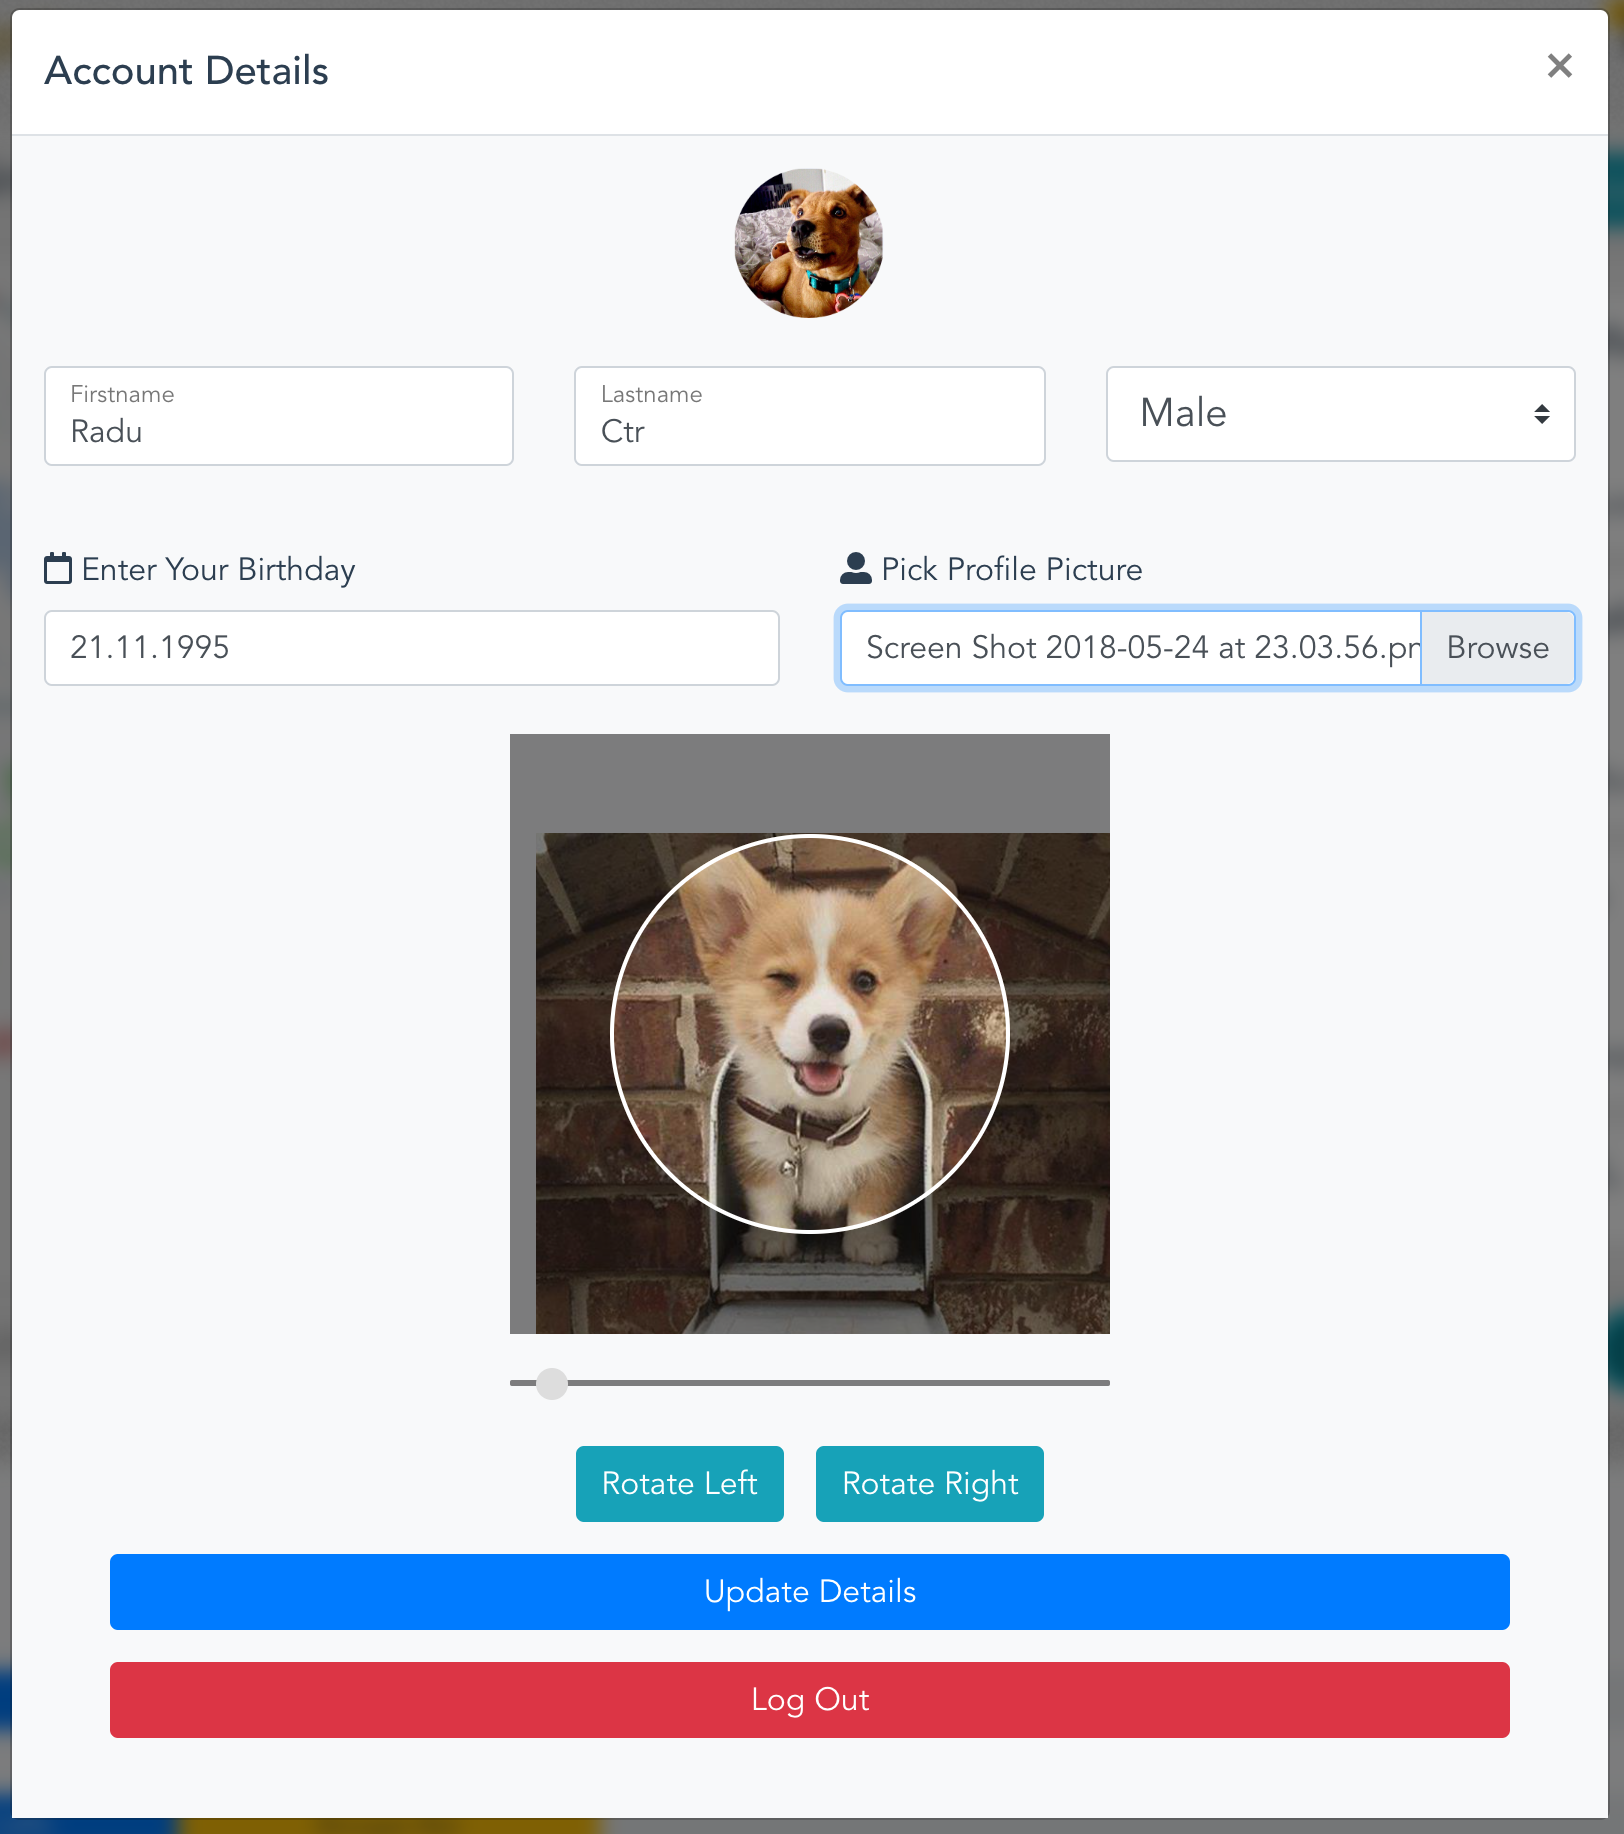 Account Details
Firstname
Radu
Lastname
Ctr
Male
Enter Your Birthday
Pick Profile Picture
21.11.1995
Screen Shot 2018-05-24 at 23.03.56.pn
Browse
Rotate Left
Rotate Right
Update Details
Log Out